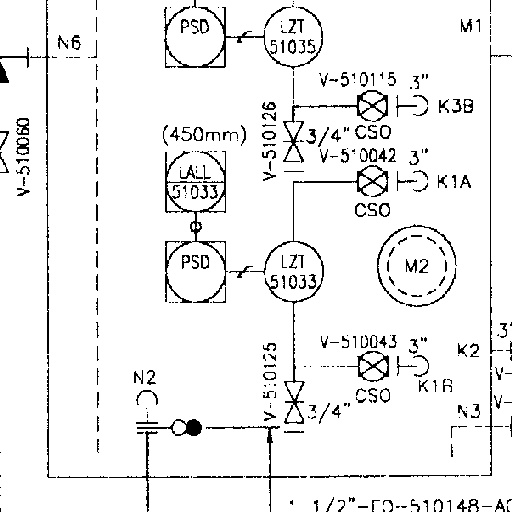 PSD
LZT
51035
M1
N6
V-510115 3"
K3B
CSO
V-510126
3/4"
V-510060
(450mm)
LALL
51033
V-510042 3"
K1A
CSO
PSD
LZT
51033
M2
V-510043 3"
K2
3"
V-
K1B
CSO
V-510125
3/4"
N2
V-
N3
1 1/2"-
-510148-